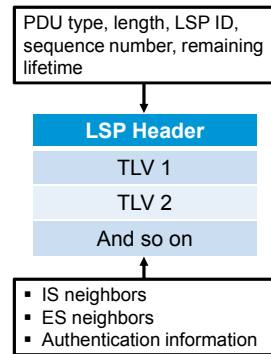 PDU type, length, LSP ID,
sequence number, remaining
lifetime
LSP Header
TLV 1
TLV 2
And so on
▪ IS neighbors
▪ ES neighbors
▪ Authentication information